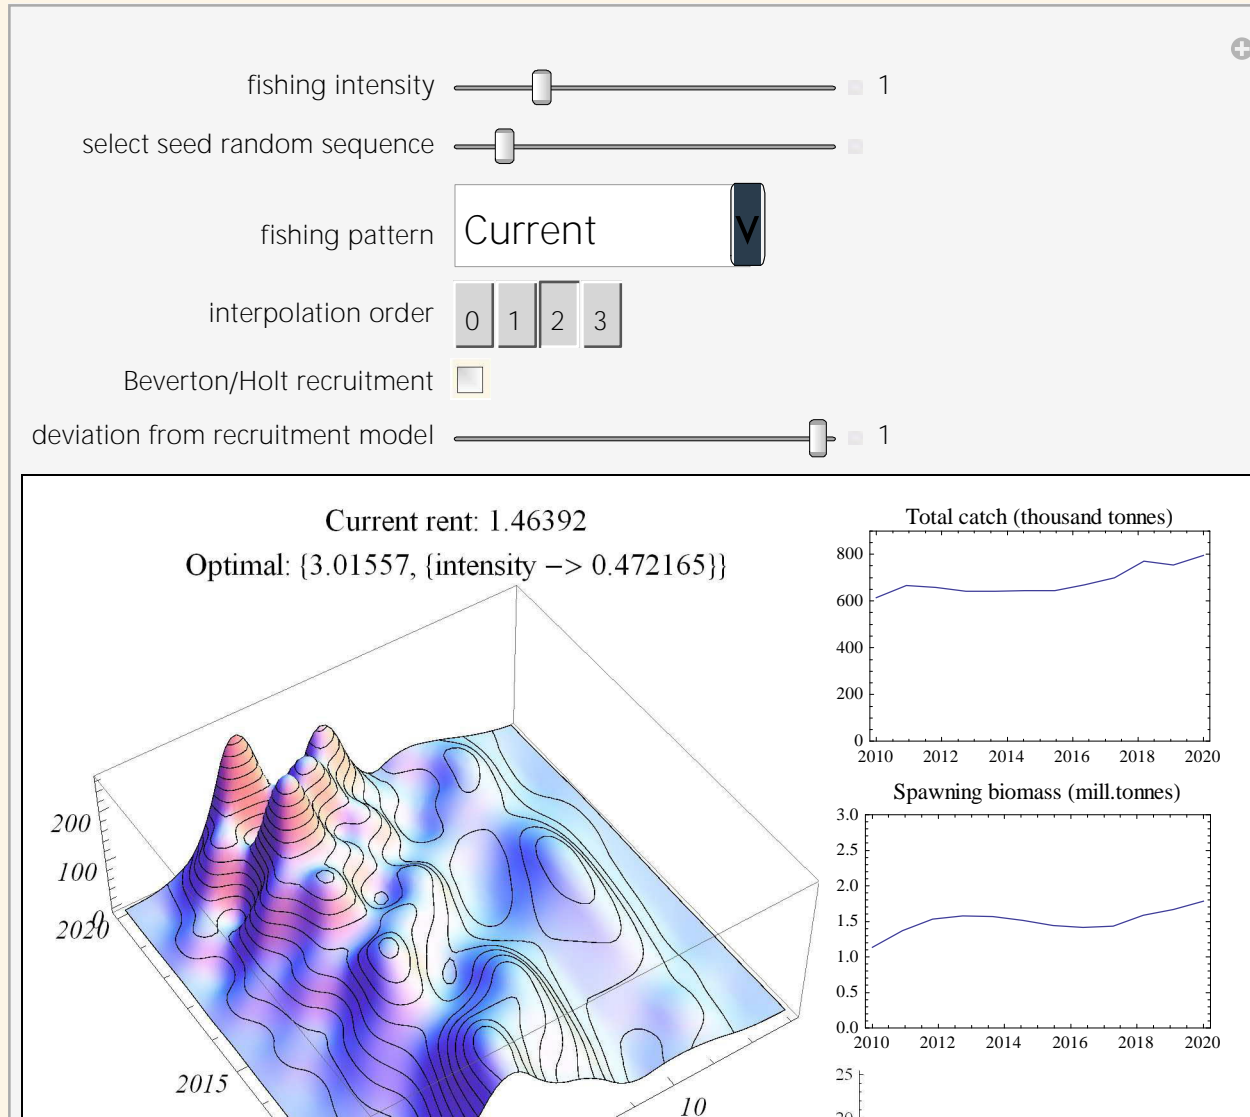 fishing intensity 1
select seed random sequence
fishing pattern Current V
interpolation order 0 1 2 3
Beverton/Holt recruitment
deviation from recruitment model 1
Current rent: 1.46392
Optimal: {3.01557, {intensity −> 0.472165}}
200
100
0
2020
2015
10
Total catch (thousand tonnes)
800
600
400
200
0
2010 2012 2014 2016 2018 2020
Spawning biomass (mill.tonnes)
3.0
2.5
2.0
1.5
1.0
0.5
0.0
2010 2012 2014 2016 2018 2020
25
20